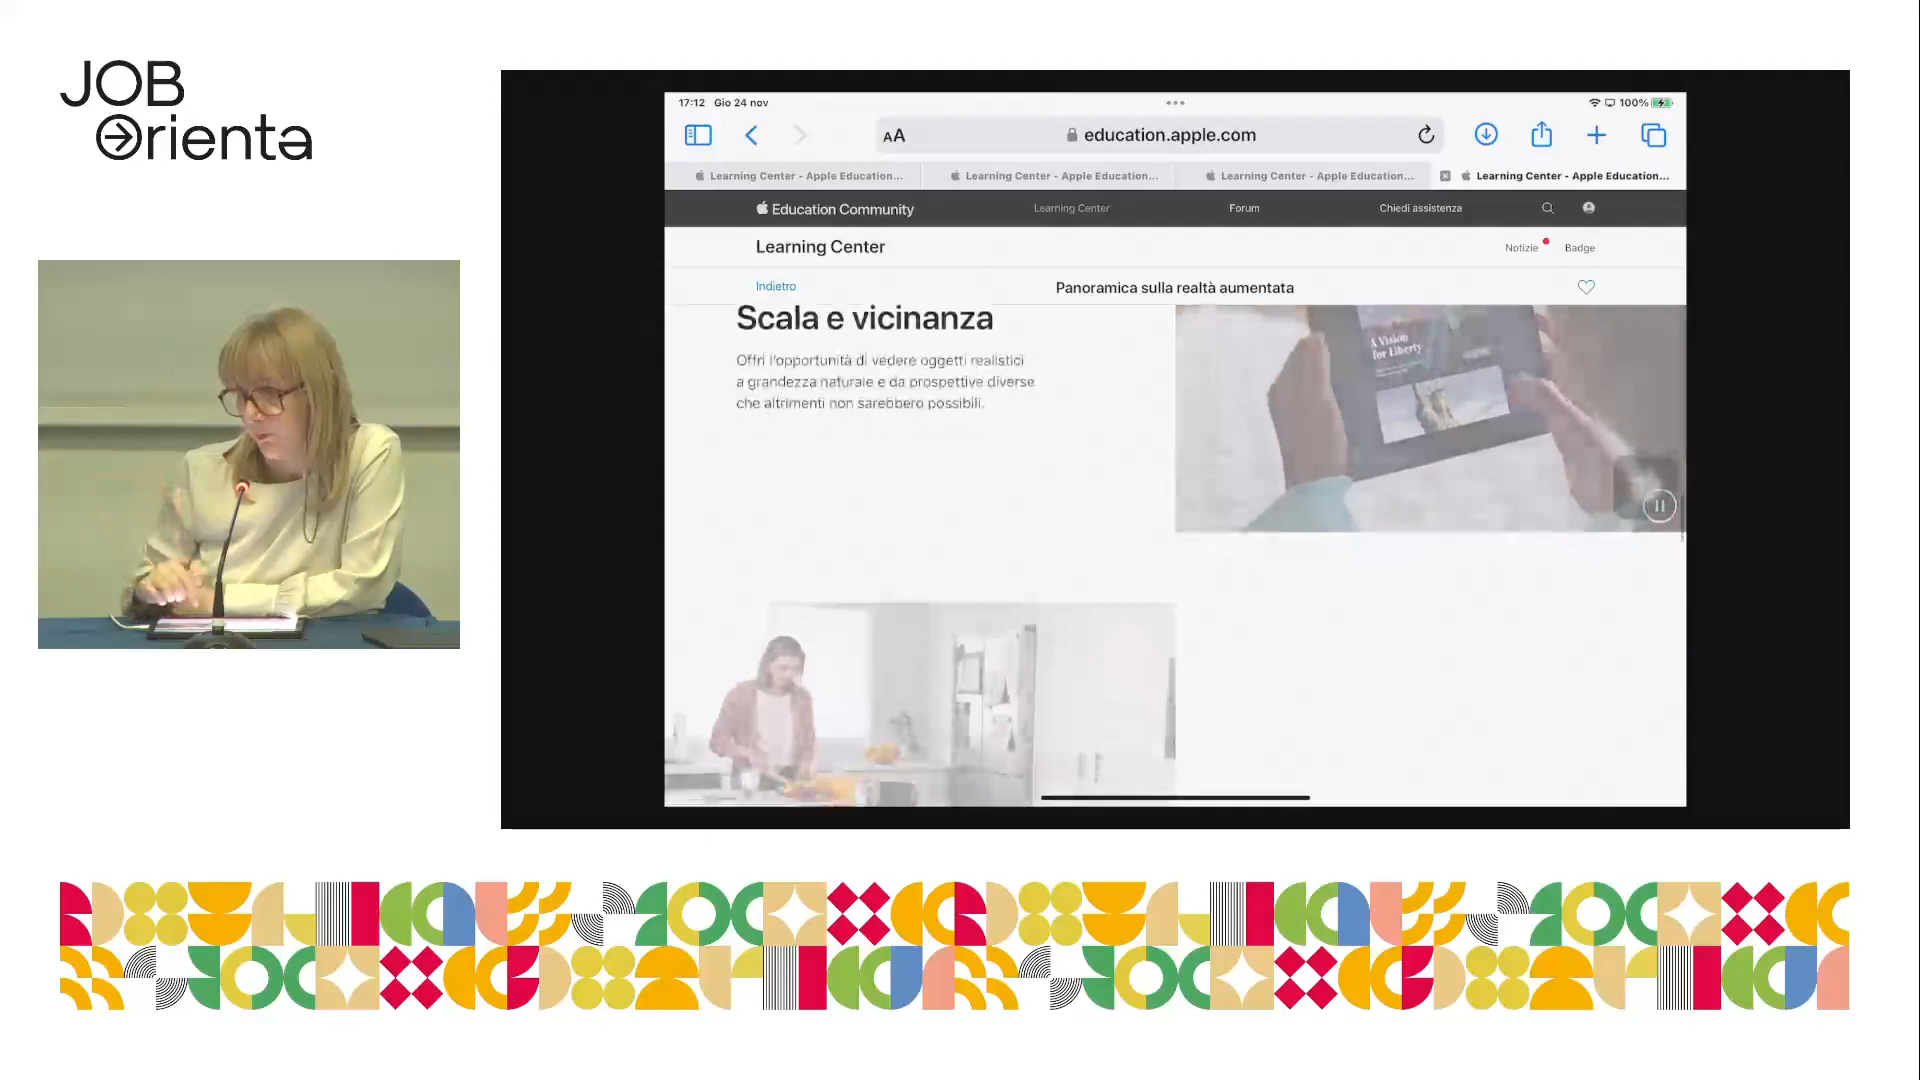 JOB
Orienta
17:12 Gio 24 nov
100%
AA
education.apple.com
Learning Center - Apple Education...
Learning Center - Apple Education...
Learning Center - Apple Education...
Learning Center - Apple Education...
Education Community
Learning Center
Forum
Chiedi assistenza
Learning Center
Notizie
Badge
Indietro
Panoramica sulla realtà aumentata
Scala e vicinanza
Offri l'opportunità di vedere oggetti realistici
a grandezza naturale e da prospettive diverse
che altrimenti non sarebbero possibili.
A Vision
for Liberty